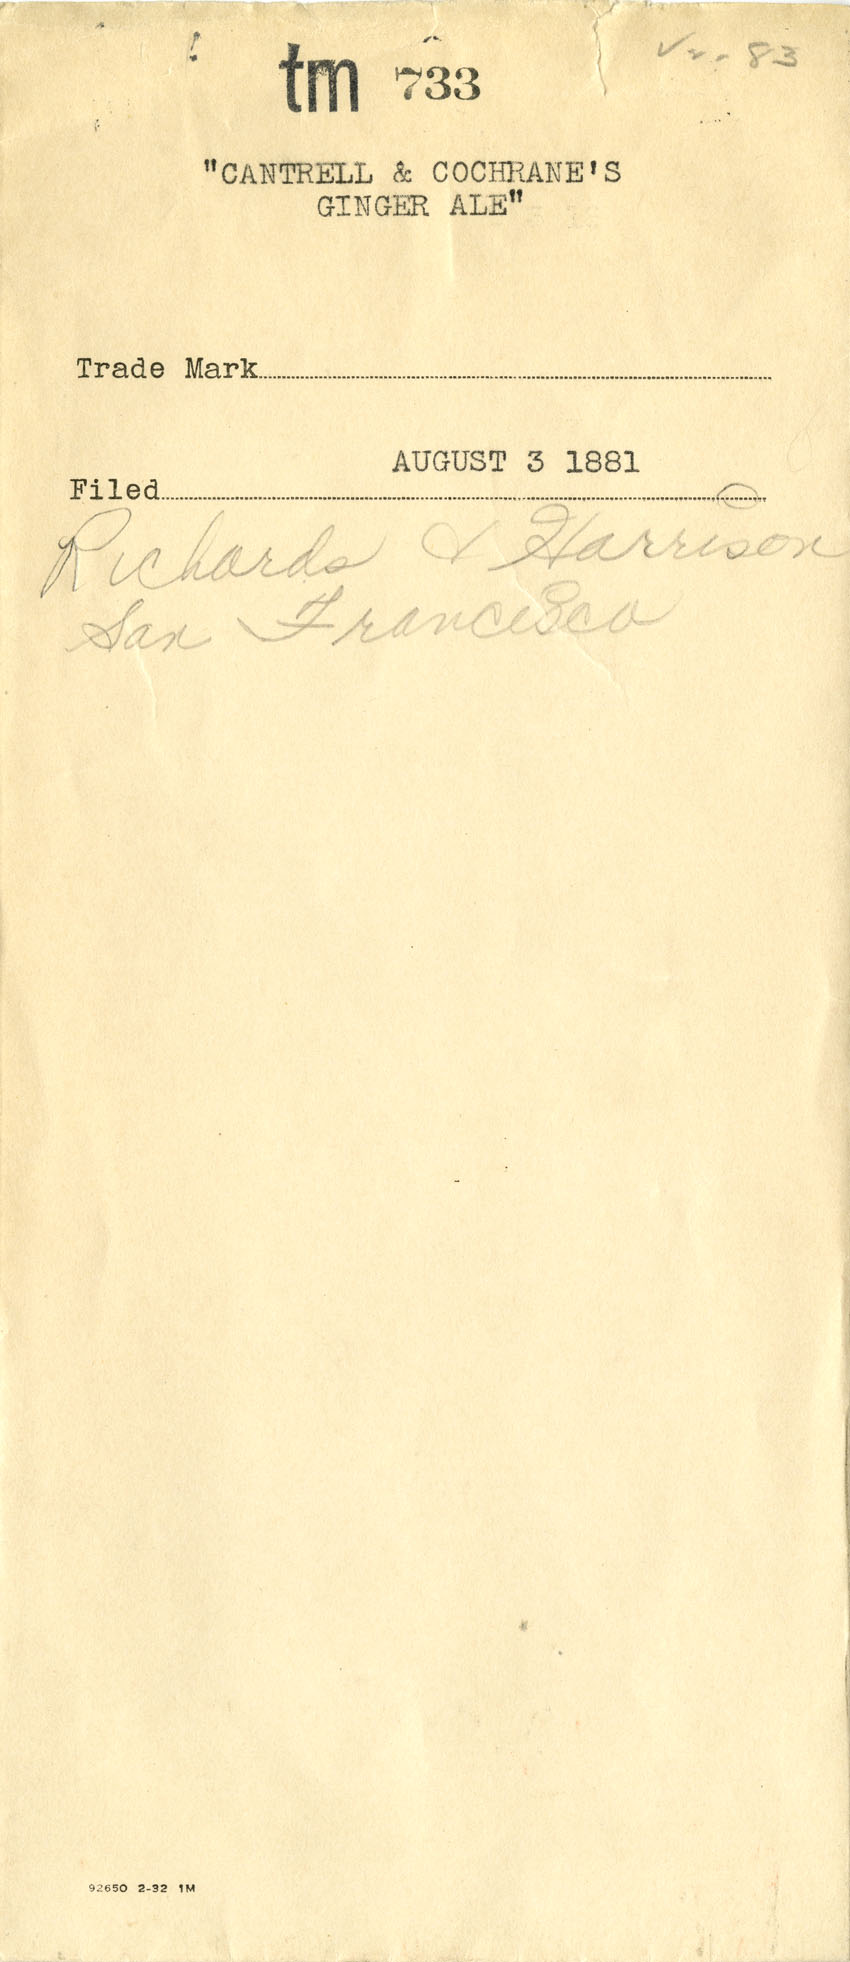 83
tm 733
"CANTRELL & COCHRANE'S
GINGER ALE"
Trade Mark
AUGUST 3 1881
Filed
Richards & Harrison
San Francisco
92650 2-32 1M